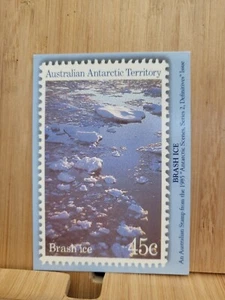 Australian Antarctic Territory
Brash ice
45c
BRASH ICE
An Australian Stamp from the 1985 "Antarctic Scenes, Series 2, Definitives" Issue